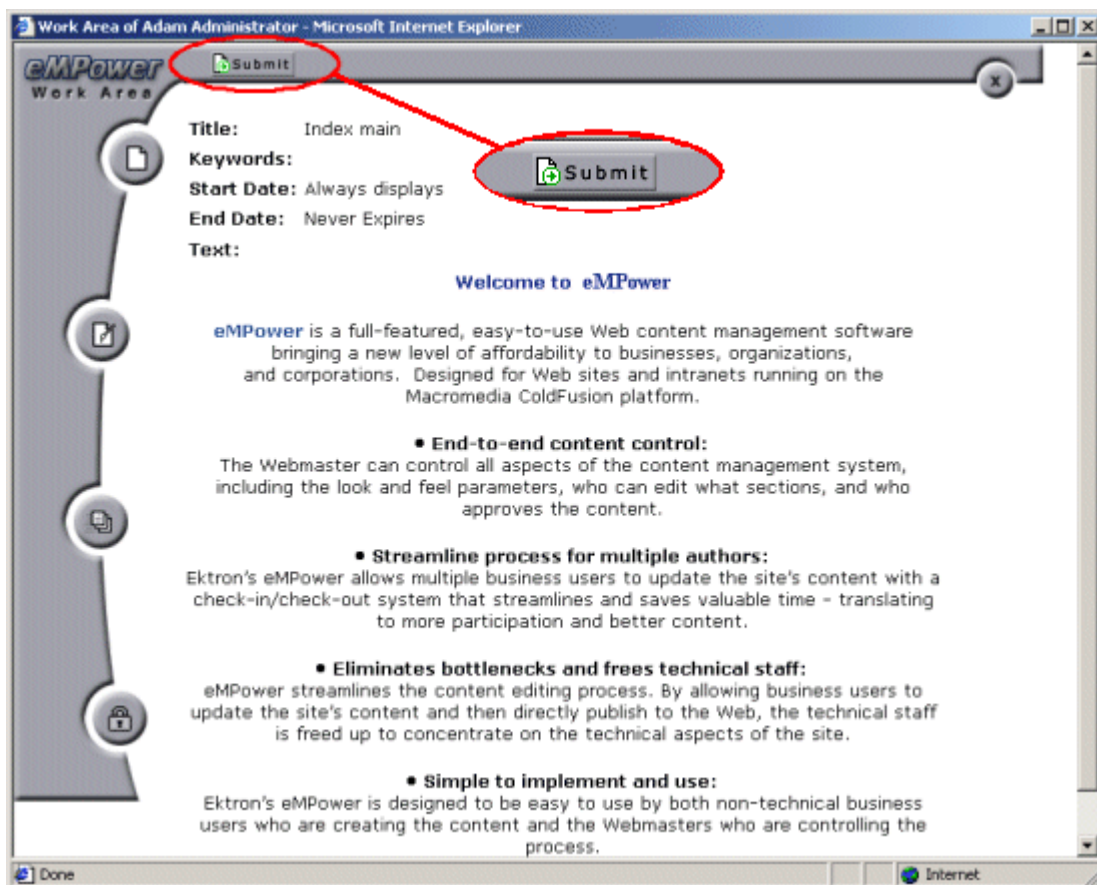 Work Area of Adam Administrator - Microsoft Internet Explorer
eMPower
Submit
x
Work Area
Title: Index main
Keywords:
Submit
Start Date: Always displays
End Date: Never Expires
Text:
Welcome to eMPower
eMPower is a full-featured, easy-to-use Web content management software
bringing a new level of affordability to businesses, organizations,
and corporations. Designed for Web sites and intranets running on the
Macromedia ColdFusion platform.
• End-to-end content control:
The Webmaster can control all aspects of the content management system,
including the look and feel parameters, who can edit what sections, and who
approves the content.
• Streamline process for multiple authors:
Ektron's eMPower allows multiple business users to update the site's content with a
check-in/check-out system that streamlines and saves valuable time - translating
to more participation and better content.
• Eliminates bottlenecks and frees technical staff:
eMPower streamlines the content editing process. By allowing business users to
update the site's content and then directly publish to the Web, the technical staff
is freed up to concentrate on the technical aspects of the site.
• Simple to implement and use:
Ektron's eMPower is designed to be easy to use by both non-technical business
users who are creating the content and the Webmasters who are controlling the
process.
Done
Internet